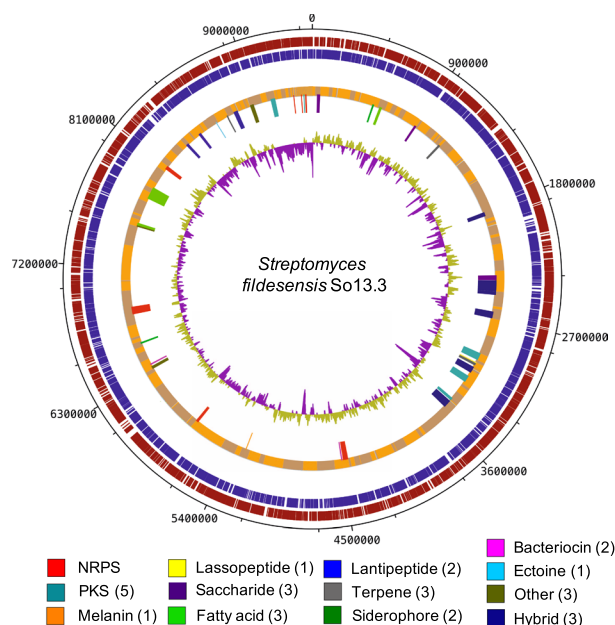 0
900000
1800000
2700000
3600000
4500000
5400000
6300000
7200000
8100000
9000000
Streptomyces
fildesensis So13.3
NRPS
PKS (5)
Melanin (1)
Lassopeptide (1)
Saccharide (3)
Fatty acid (3)
Lantipeptide (2)
Terpene (3)
Siderophore (2)
Bacteriocin (2)
Ectoine (1)
Other (3)
Hybrid (3)